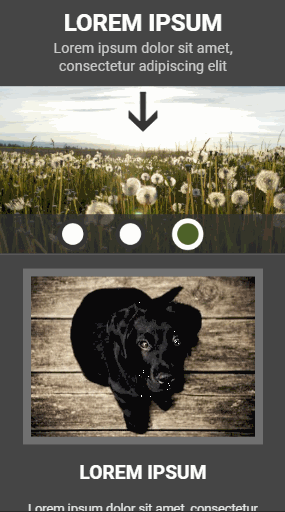 LOREM IPSUM
Lorem ipsum dolor sit amet,
consectetur adipiscing elit
LOREM IPSUM
Lorem ipsum dolor sit amet, consectetur